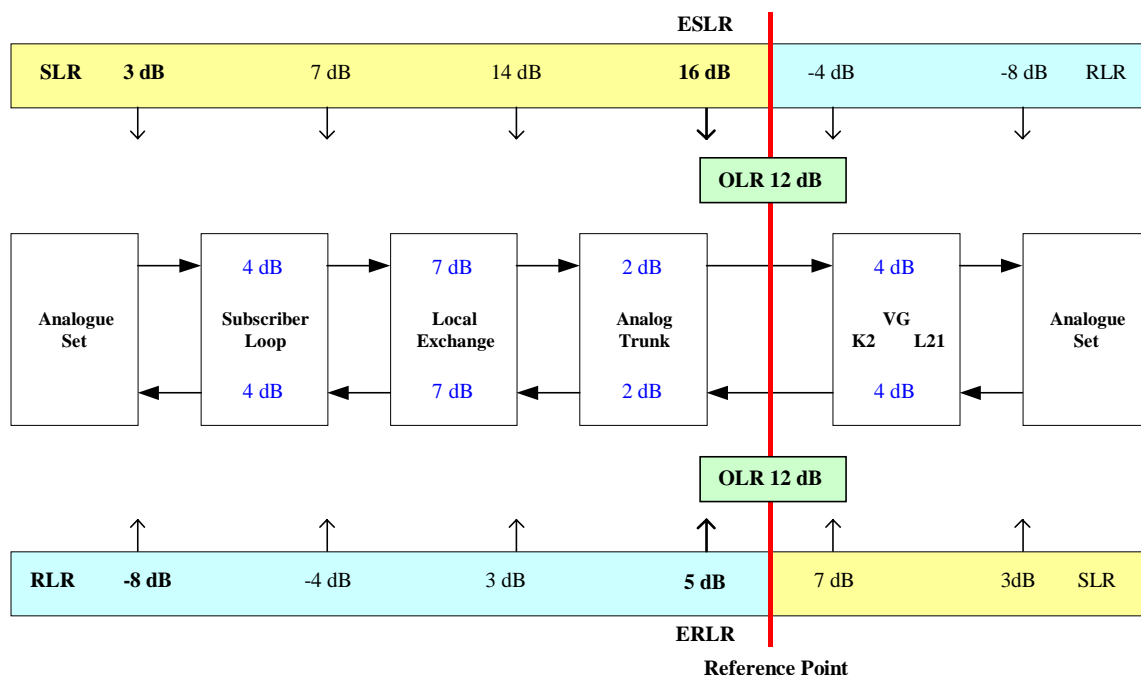 ESLR
SLR 3 dB 7 dB 14 dB 16 dB -4 dB -8 dB RLR
OLR 12 dB
4 dB 7 dB 2 dB 4 dB
Analogue Set
Subscriber Loop
Local Exchange
Analog Trunk
VG
K2 L21
Analogue Set
4 dB 7 dB 2 dB 4 dB
OLR 12 dB
RLR -8 dB -4 dB 3 dB 5 dB 7 dB 3dB SLR
ERLR
Reference Point